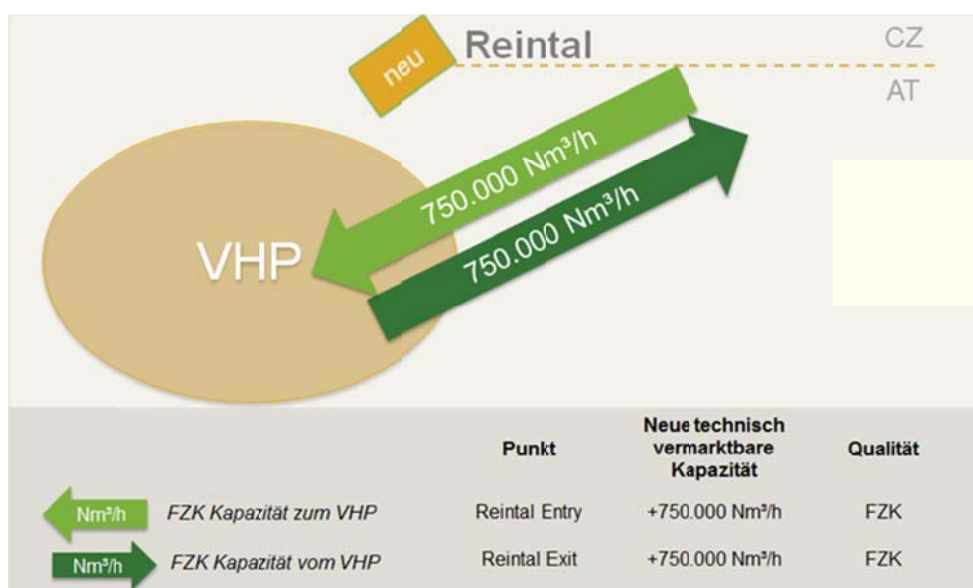 neu
Reintal
CZ
AT
750.000 Nm³/h
750.000 Nm³/h
VHP
Punkt
Neue technisch
vermarktbare
Kapazität
Qualität
Nm³/h FZK Kapazität zum VHP Reintal Entry +750.000 Nm³/h FZK
Nm³/h FZK Kapazität vom VHP Reintal Exit +750.000 Nm³/h FZK